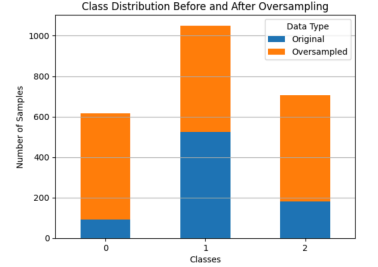 Class Distribution Before and After Oversampling
Data Type
Original
Oversampled
Number of Samples
1000
800
600
400
200
0
0 1 2
Classes